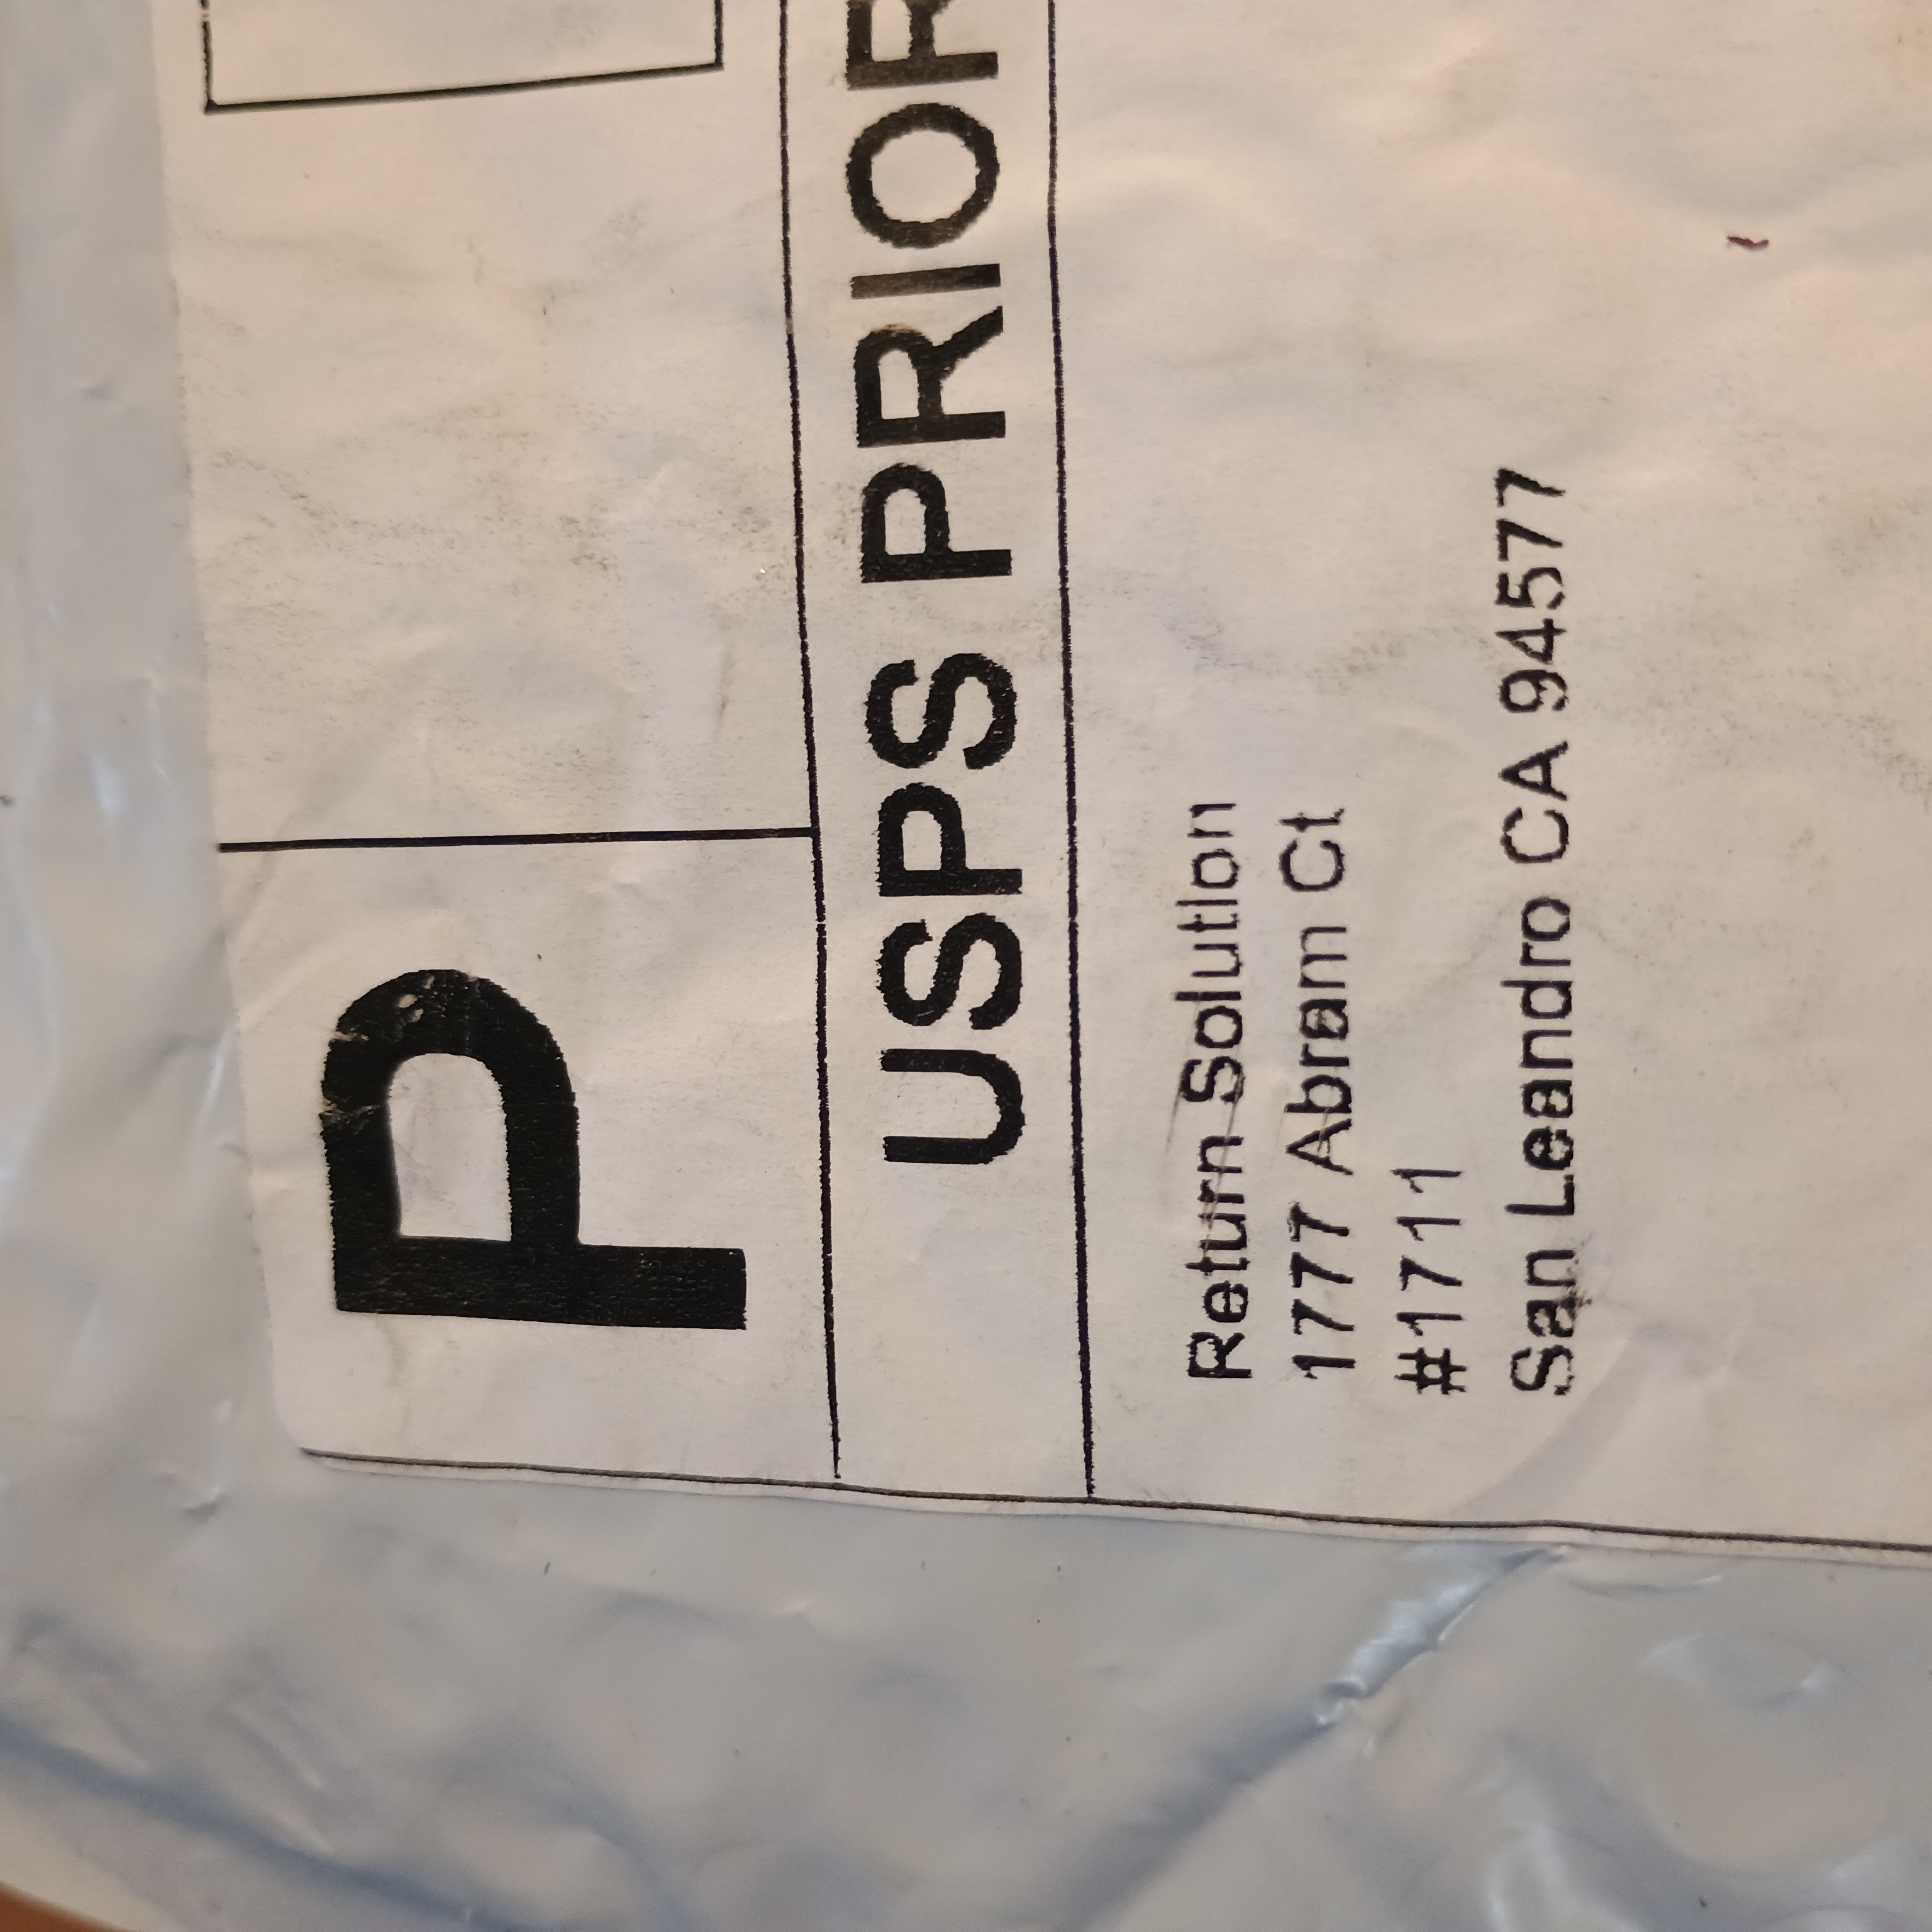 P
USPS PRIOR
Return Solution
1777 Abram Ct
#1711
San Leandro CA 94577